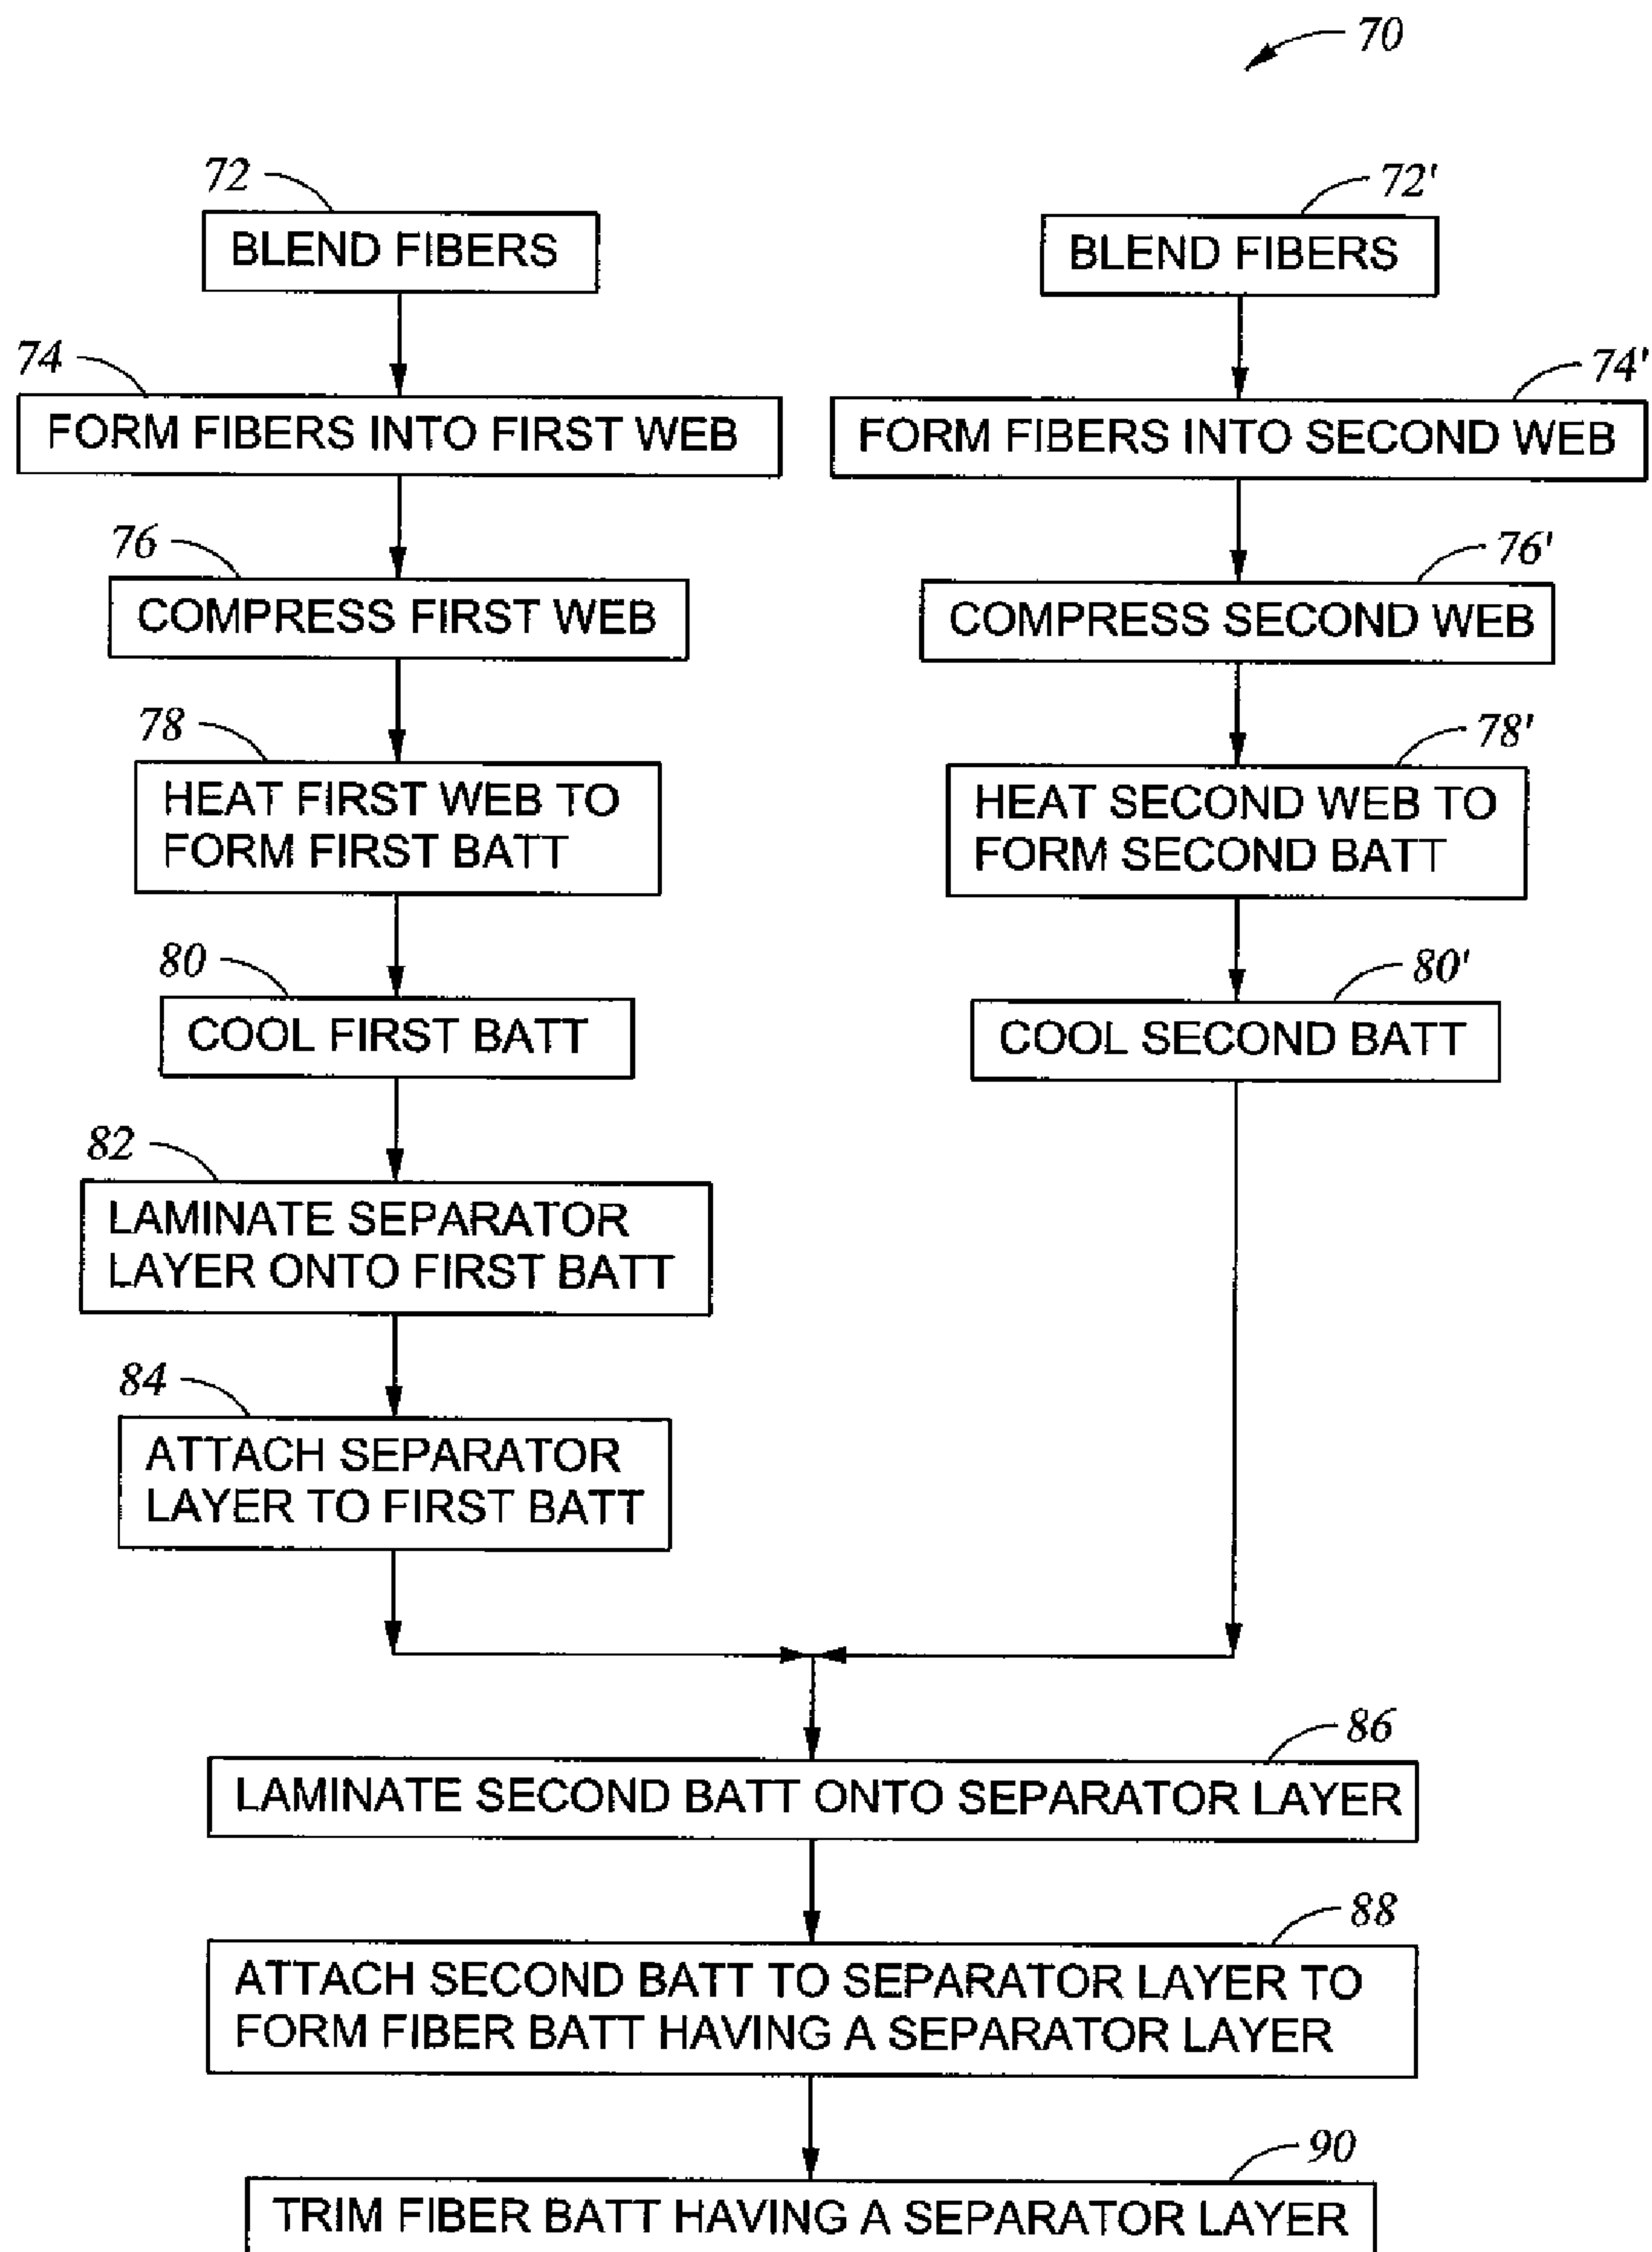 70
72
BLEND FIBERS
72'
BLEND FIBERS
74
FORM FIBERS INTO FIRST WEB
74'
FORM FIBERS INTO SECOND WEB
76
COMPRESS FIRST WEB
76'
COMPRESS SECOND WEB
78
HEAT FIRST WEB TO
FORM FIRST BATT
78'
HEAT SECOND WEB TO
FORM SECOND BATT
80
COOL FIRST BATT
80'
COOL SECOND BATT
82
LAMINATE SEPARATOR
LAYER ONTO FIRST BATT
84
ATTACH SEPARATOR
LAYER TO FIRST BATT
86
LAMINATE SECOND BATT ONTO SEPARATOR LAYER
88
ATTACH SECOND BATT TO SEPARATOR LAYER TO
FORM FIBER BATT HAVING A SEPARATOR LAYER
90
TRIM FIBER BATT HAVING A SEPARATOR LAYER